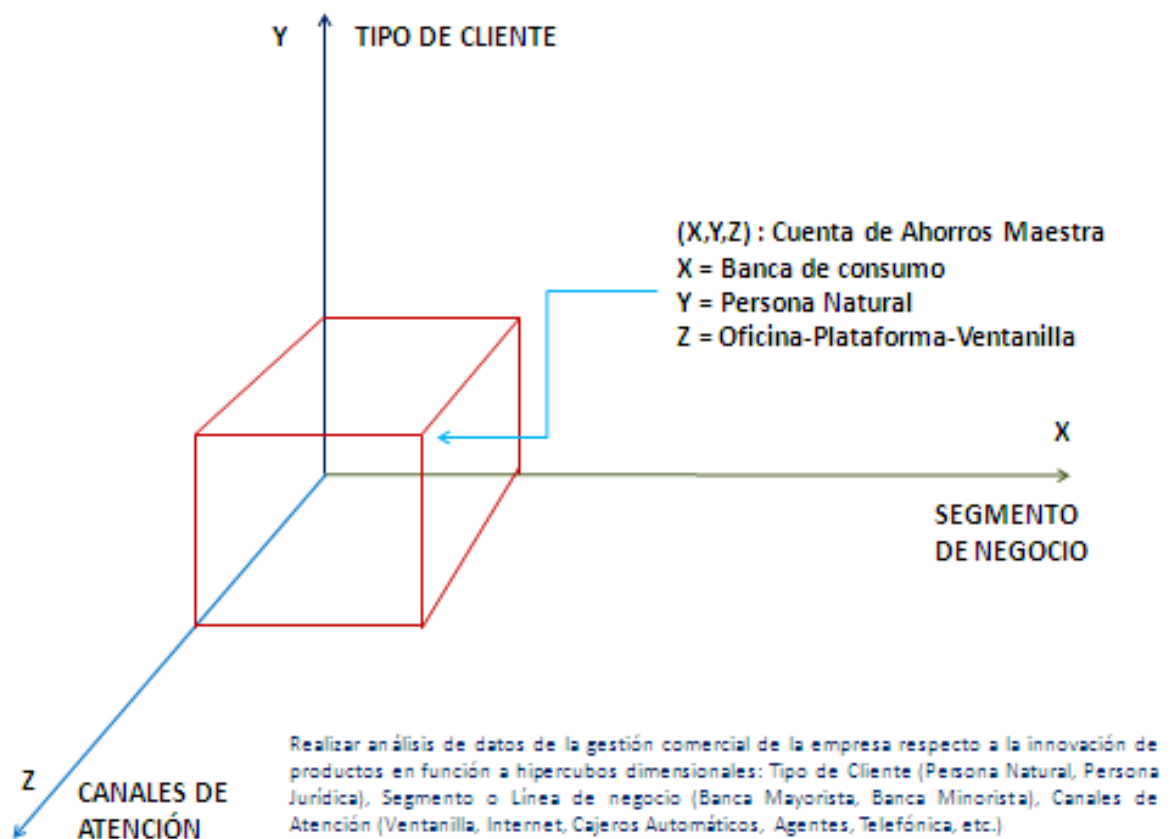 Y TIPO DE CLIENTE
(X,Y,Z) : Cuenta de Ahorros Maestra
X = Banca de consumo
Y = Persona Natural
Z = Oficina-Plataforma-Ventanilla
X
SEGMENTO
DE NEGOCIO
Z
CANALES DE
ATENCIÓN
Realizar análisis de datos de la gestión comercial de la empresa respecto a la innovación de
productos en función a hipercubos dimensionales: Tipo de Cliente (Persona Natural, Persona
Jurídica), Segmento o Línea de negocio (Banca Mayorista, Banca Minorista), Canales de
Atención (Ventanilla, Internet, Cajeros Automáticos, Agentes, Telefónica, etc.)